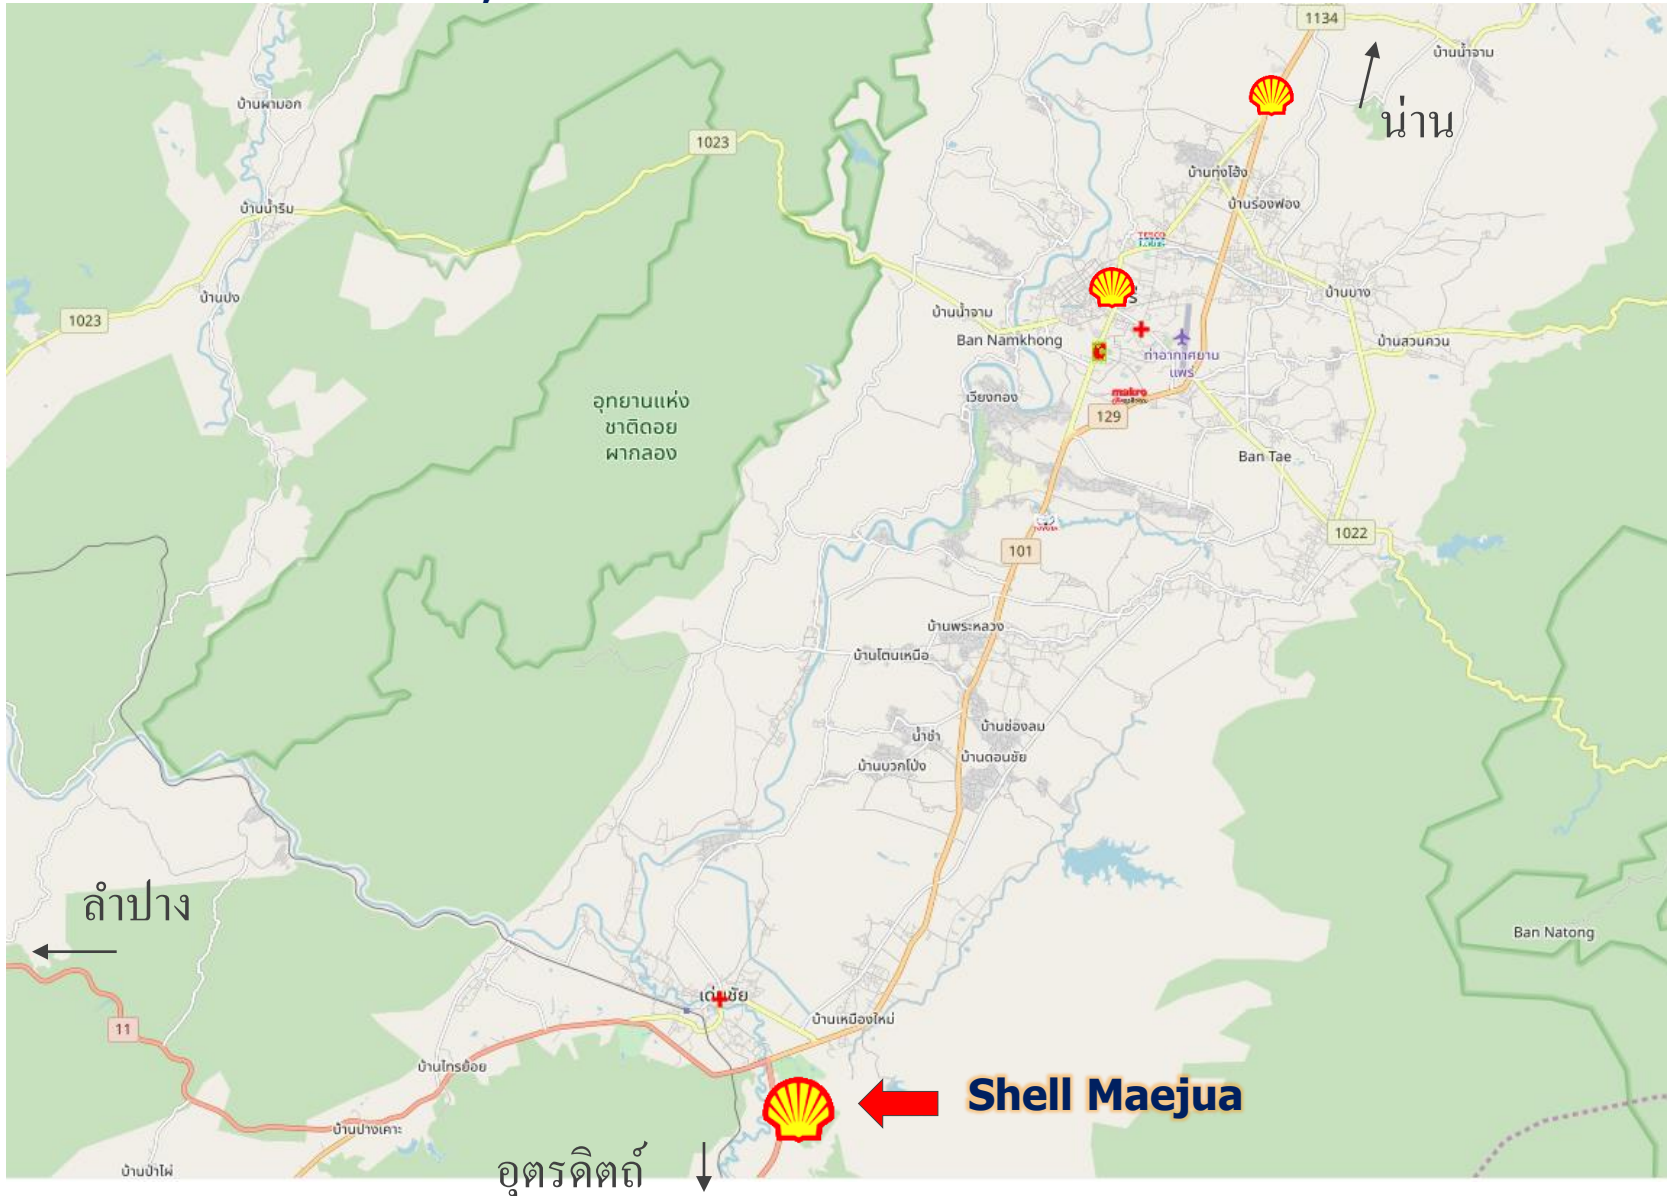 1134
บ้านน้ำจาม
บ้านผามอก
น่าน
1023
บ้านทุ่งโฮ้ง
บ้านร่องฟอง
บ้านน้ำริม
TESCO
Lotus
บ้านปง
1023
บ้านน้ำจาม
Ban Namkhong
บ้านบาง
บ้านสวนควน
ท่าอากาศยาน
แพร่
makro
เวียงทอง
129
อุทยานแห่ง
ชาติดอย
ผากลอง
Ban Tae
TOYOTA
1022
101
บ้านพระหลวง
บ้านโตนเหนือ
บ้านช่องลม
น้ำชำ
บ้านดอนชัย
บ้านบวกโป่ง
ลำปาง
Ban Natong
เด่นชัย
บ้านเหมืองใหม่
11
บ้านไทรย้อย
Shell Maejua
บ้านปางเคาะ
บ้านป่าไผ่
อุตรดิตถ์